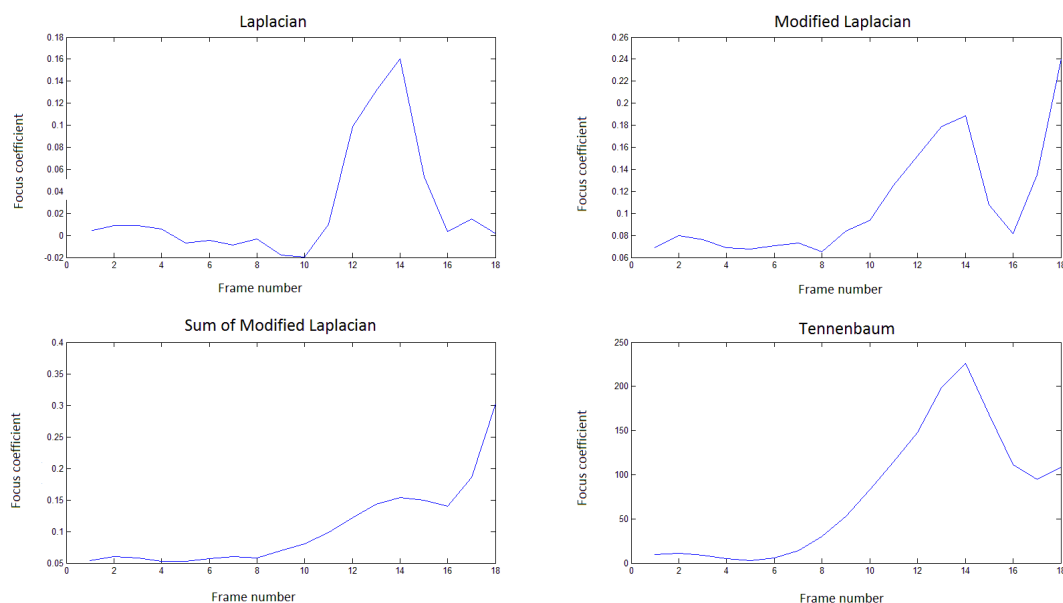 Laplacian
0.18
0.16
0.14
0.12
0.1
0.08
0.06
0.04
0.02
0
-0.02
Focus coefficient
0 2 4 6 8 10 12 14 16 18
Frame number
Modified Laplacian
0.26
0.24
0.22
0.2
0.18
0.16
0.14
0.12
0.1
0.08
0.06
Focus coefficient
0 2 4 6 8 10 12 14 16 18
Frame number
Sum of Modified Laplacian
0.4
0.35
0.3
0.25
0.2
0.15
0.1
0.05
Focus coefficient
0 2 4 6 8 10 12 14 16 18
Frame number
Tennenbaum
250
200
150
100
50
0
Focus coefficient
0 2 4 6 8 10 12 14 16 18
Frame number